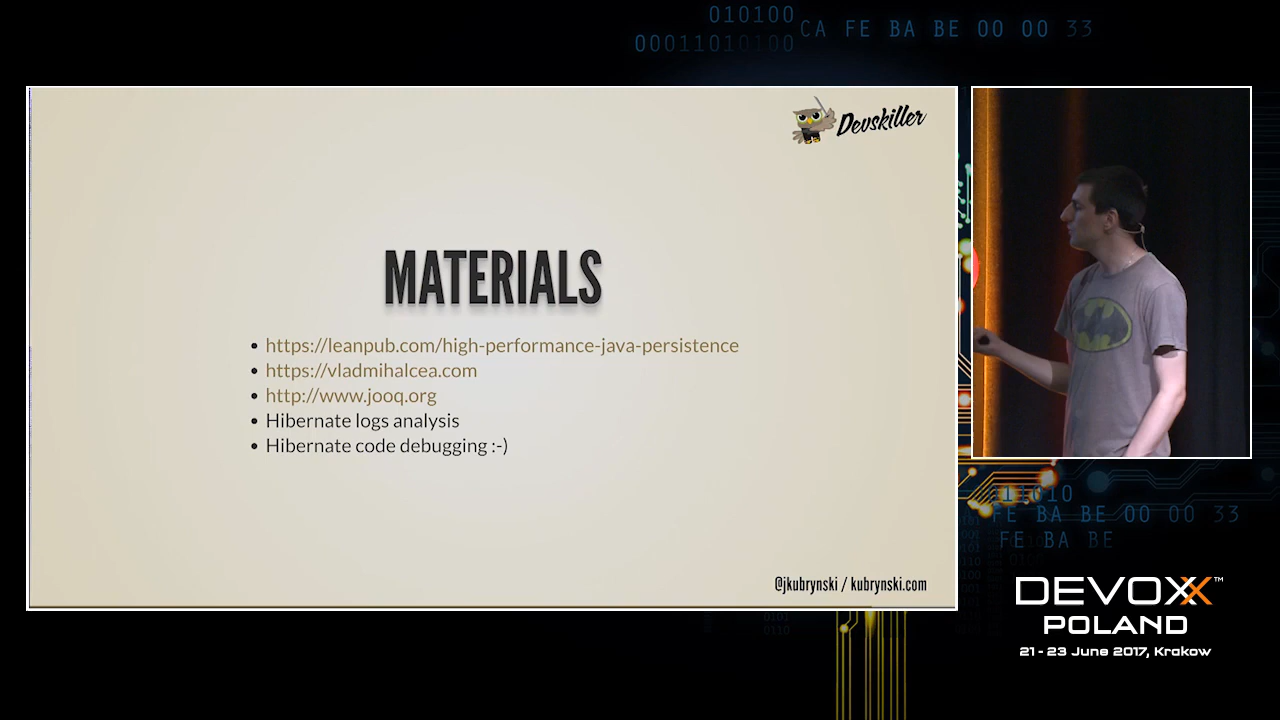 010100
00011010100
CA FE BA BE 00 00 33
Devskiller
MATERIALS
• https://leanpub.com/high-performance-java-persistence
• https://vladmihalcea.com
• http://www.jooq.org
• Hibernate logs analysis
• Hibernate code debugging :-)
@jkubrynski / kubrynski.com
011010
FE BA BE 00 00 33
FE BA BE
DEVOXX™
POLAND
21 - 23 June 2017, Krakow